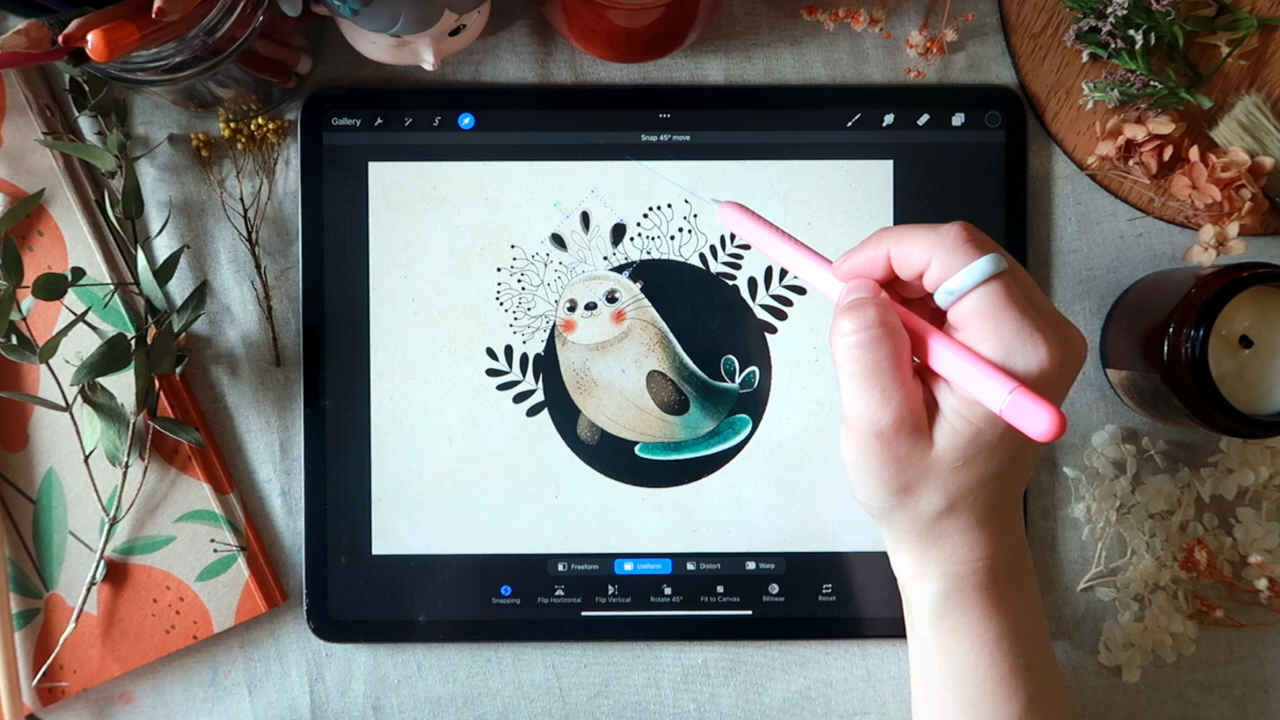 Gallery
Snap 45° move
Freeform Uniform Distort Warp
Snapping Flip Horizontal Flip Vertical Rotate 45° Fit to Canvas Bilinear Reset